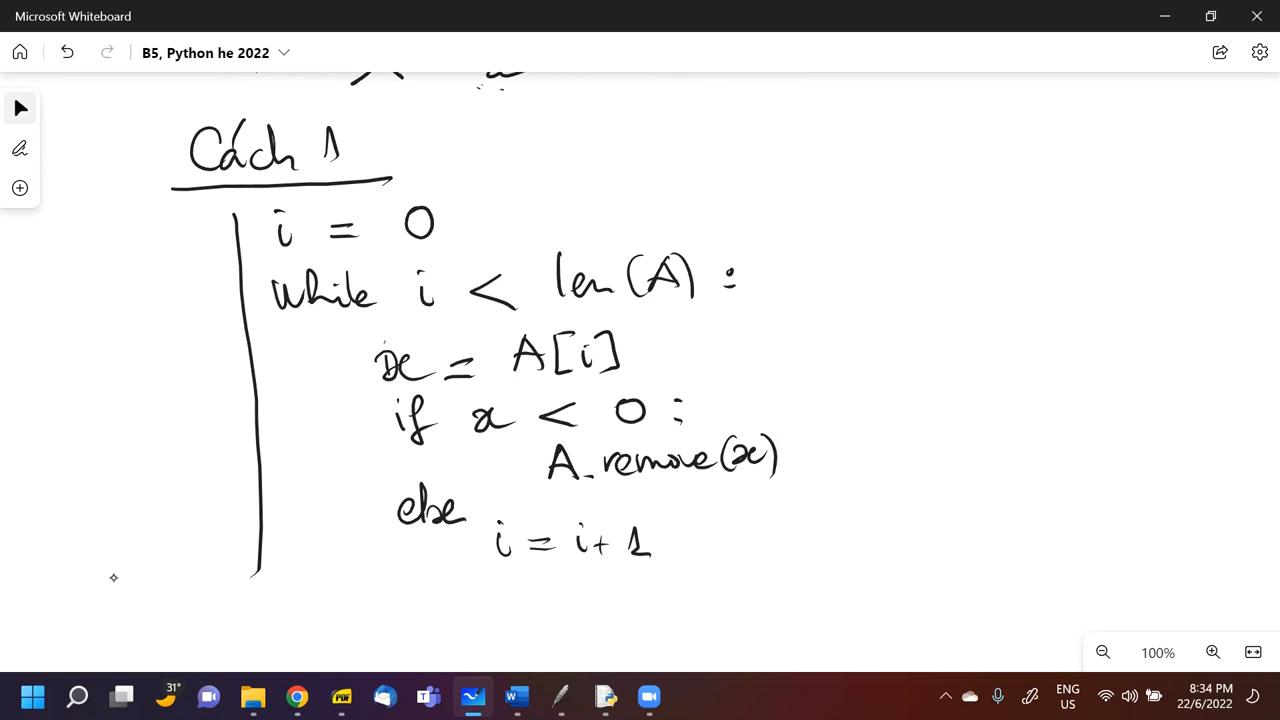 Microsoft Whiteboard
B5, Python he 2022
Cách 1
i = 0
while i < len(A) :
x = A[i]
if x < 0 :
A.remove(x)
else
i = i + 1
100%
31°
PDF
ENG
US
8:34 PM
22/6/2022